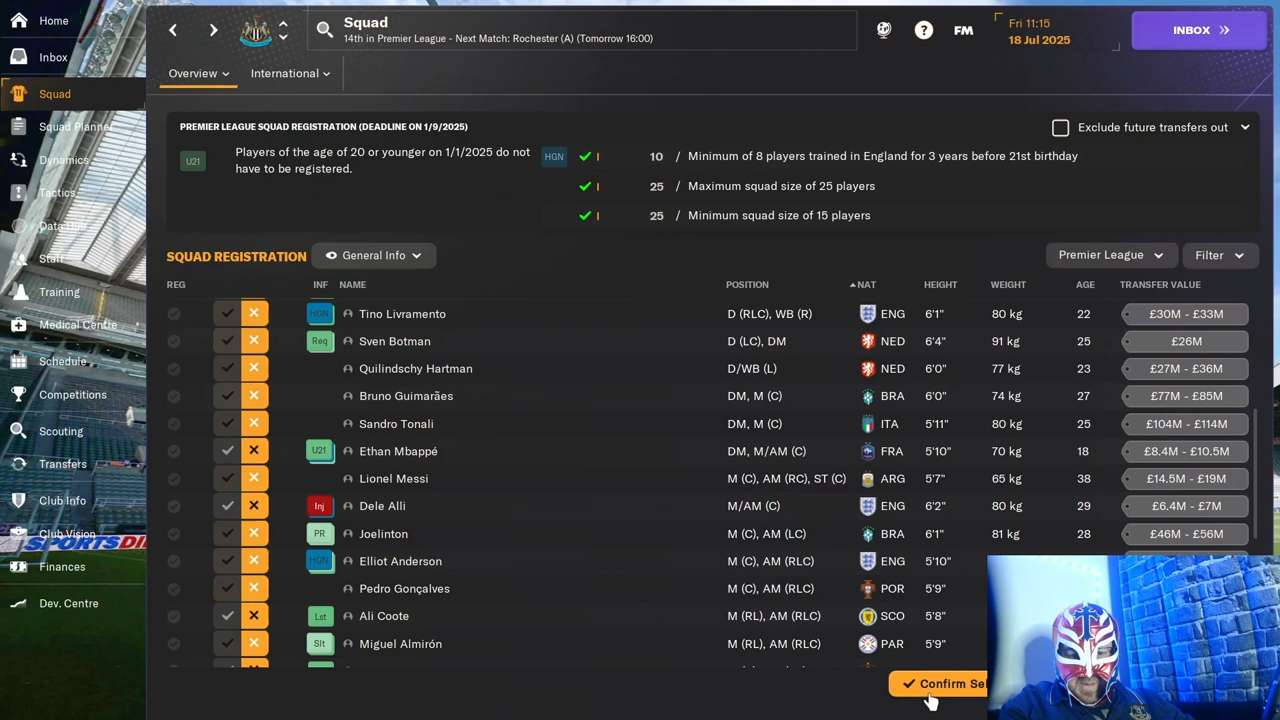 Home
Inbox
Squad
Squad Planner
Dynamics
Tactics
Data Hub
Staff
Training
Medical Centre
Schedule
Competitions
Scouting
Transfers
Club Info
Club Vision
Finances
Dev. Centre
SPORTS DI
Squad
14th in Premier League - Next Match: Rochester (A) (Tomorrow 16:00)
?
FM
Fri 11:15
18 Jul 2025
INBOX
Overview
International
PREMIER LEAGUE SQUAD REGISTRATION (DEADLINE ON 1/9/2025)
Exclude future transfers out
U21 Players of the age of 20 or younger on 1/1/2025 do not
have to be registered.
HGN 10 / Minimum of 8 players trained in England for 3 years before 21st birthday
25 / Maximum squad size of 25 players
25 / Minimum squad size of 15 players
SQUAD REGISTRATION General Info Premier League Filter
REG INF NAME POSITION NAT HEIGHT WEIGHT AGE TRANSFER VALUE
HGN Tino Livramento D (RLC), WB (R) ENG 6'1" 80 kg 22 £30M - £33M
Req Sven Botman D (LC), DM NED 6'4" 91 kg 25 £26M
Quilindschy Hartman D/WB (L) NED 6'0" 77 kg 23 £27M - £36M
Bruno Guimarães DM, M (C) BRA 6'0" 74 kg 27 £77M - £85M
Sandro Tonali DM, M (C) ITA 5'11" 80 kg 25 £104M - £114M
U21 Ethan Mbappé DM, M/AM (C) FRA 5'10" 70 kg 18 £8.4M - £10.5M
Lionel Messi M (C), AM (RC), ST (C) ARG 5'7" 65 kg 38 £14.5M - £19M
Inj Dele Alli M/AM (C) ENG 6'2" 80 kg 29 £6.4M - £7M
PR Joelinton M (C), AM (LC) BRA 6'1" 81 kg 28 £46M - £56M
HGN Elliot Anderson M (C), AM (RLC) ENG 5'10"
Pedro Gonçalves M (C), AM (RLC) POR 5'9"
Lst Ali Coote M (RL), AM (RLC) SCO 5'8"
Slt Miguel Almirón M (RL), AM (RLC) PAR 5'9"
Confirm Sel